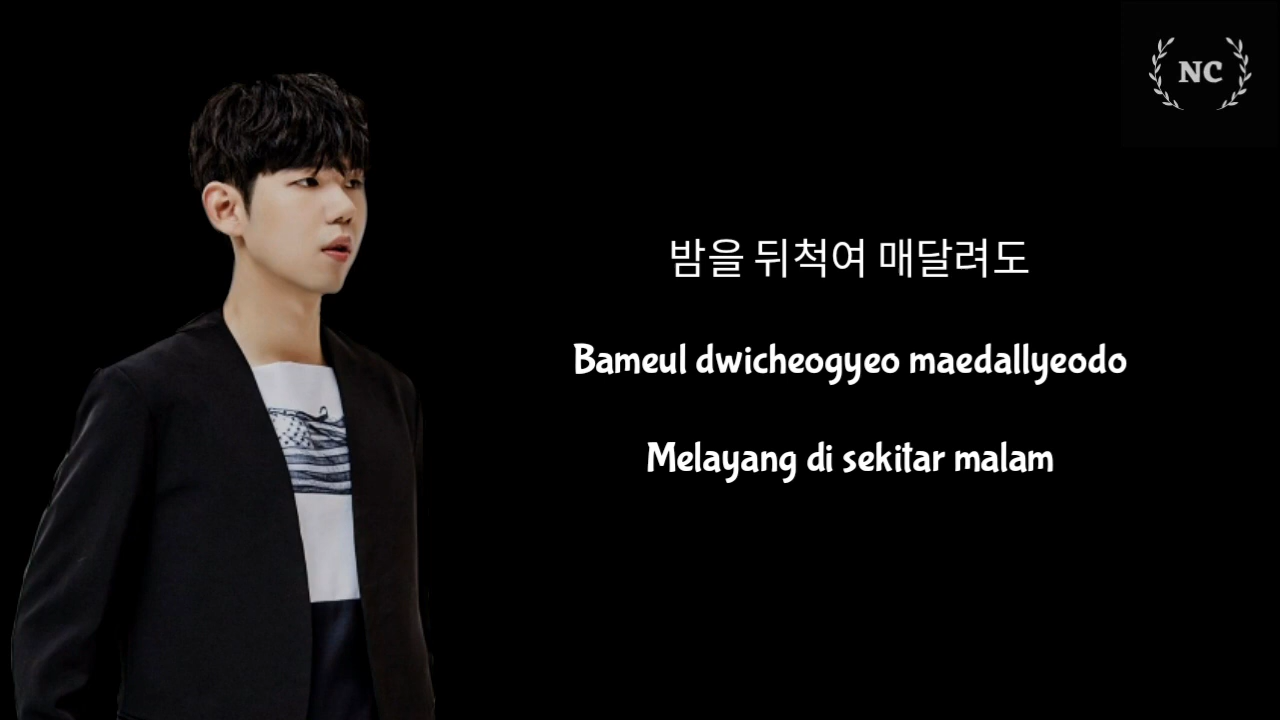 NC
밤을 뒤척여 매달려도
Bameul dwicheogyeo maedallyeodo
Melayang di sekitar malam